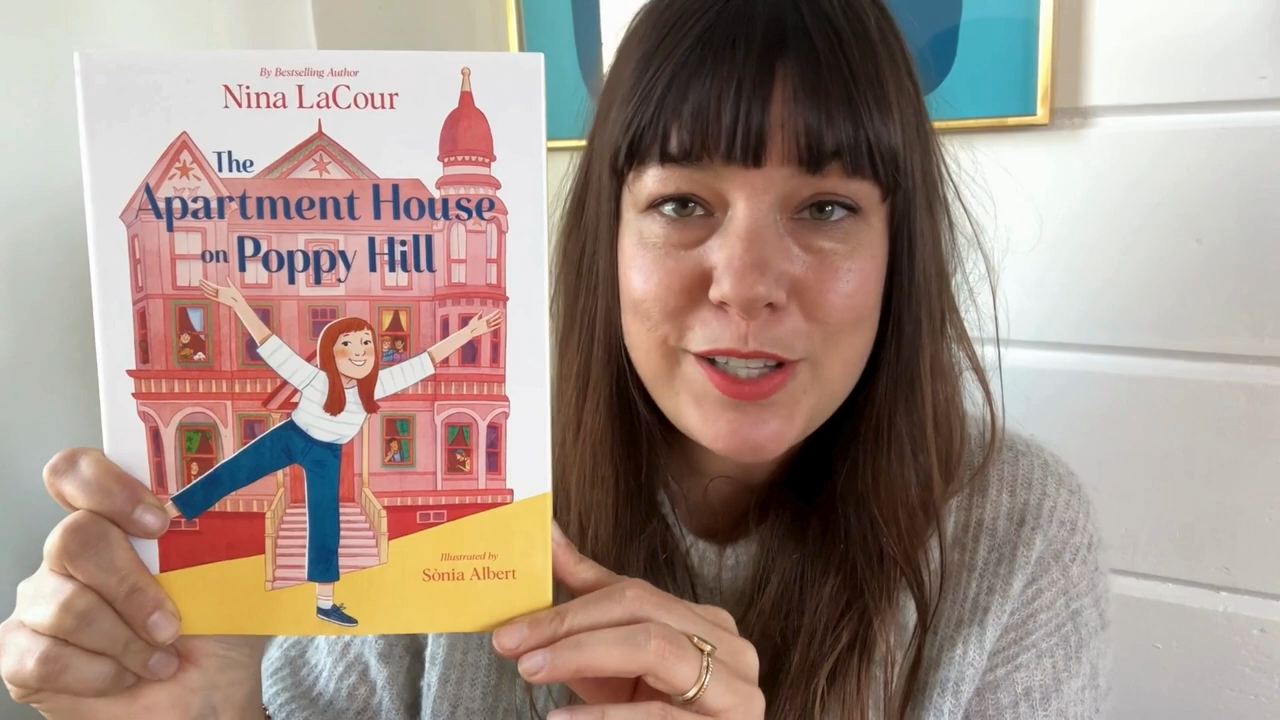 By Bestselling Author
Nina LaCour
The
Apartment House
on Poppy Hill
Illustrated by
Sònia Albert